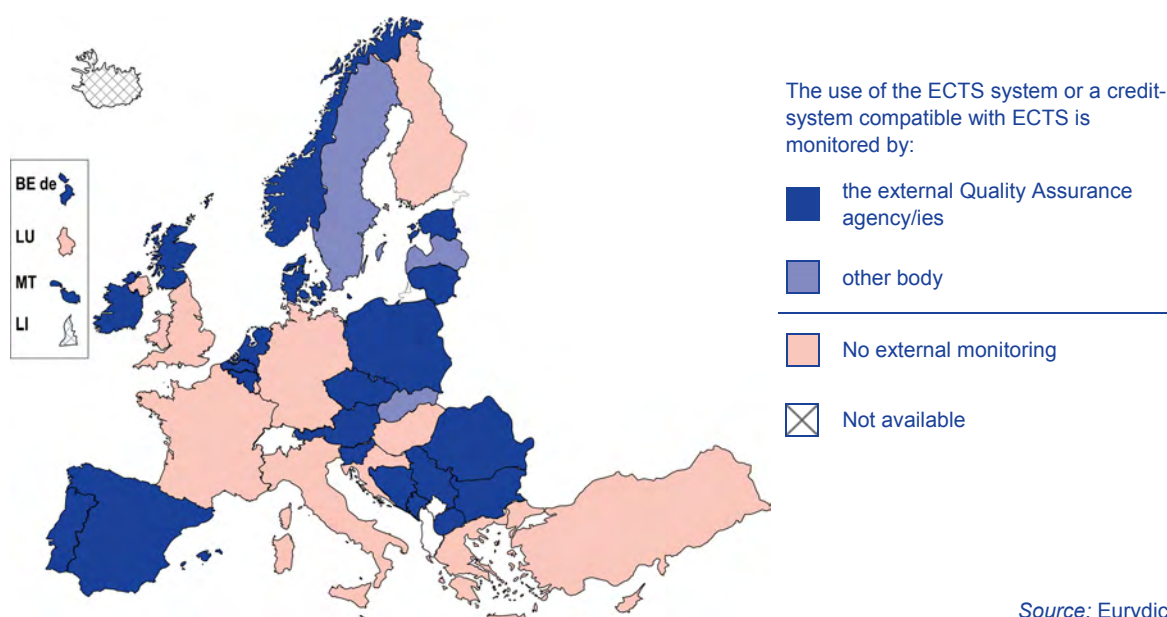 BE de
LU
MT
LI
The use of the ECTS system or a credit-
system compatible with ECTS is
monitored by:
the external Quality Assurance
agency/ies
other body
No external monitoring
Not available
Source: Eurydic